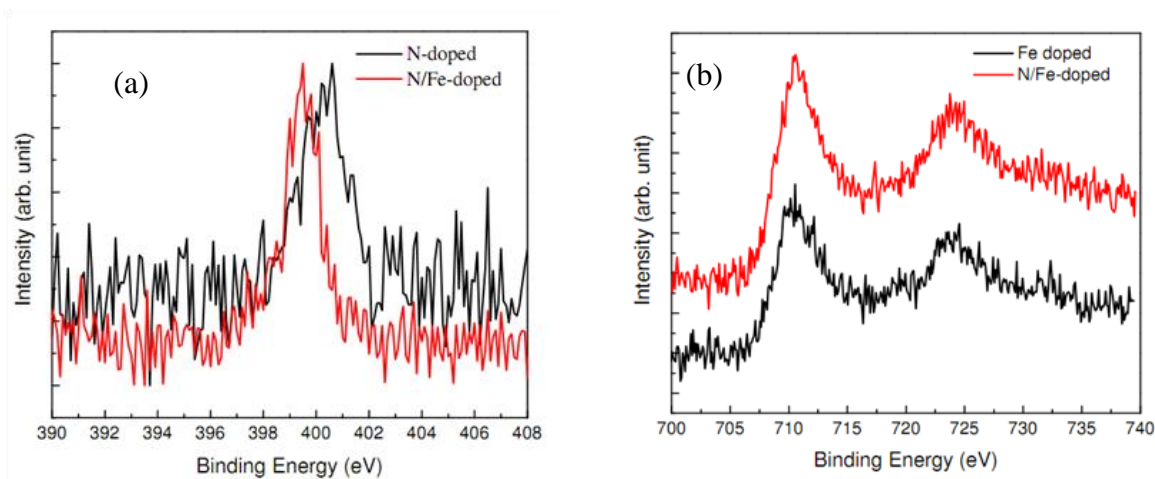 (a)
N-doped
N/Fe-doped
Intensity (arb. unit)
390 392 394 396 398 400 402 404 406 408
Binding Energy (eV)
(b)
Fe doped
N/Fe-doped
Intensity (arb. unit)
700 705 710 715 720 725 730 735 740
Binding Energy (eV)